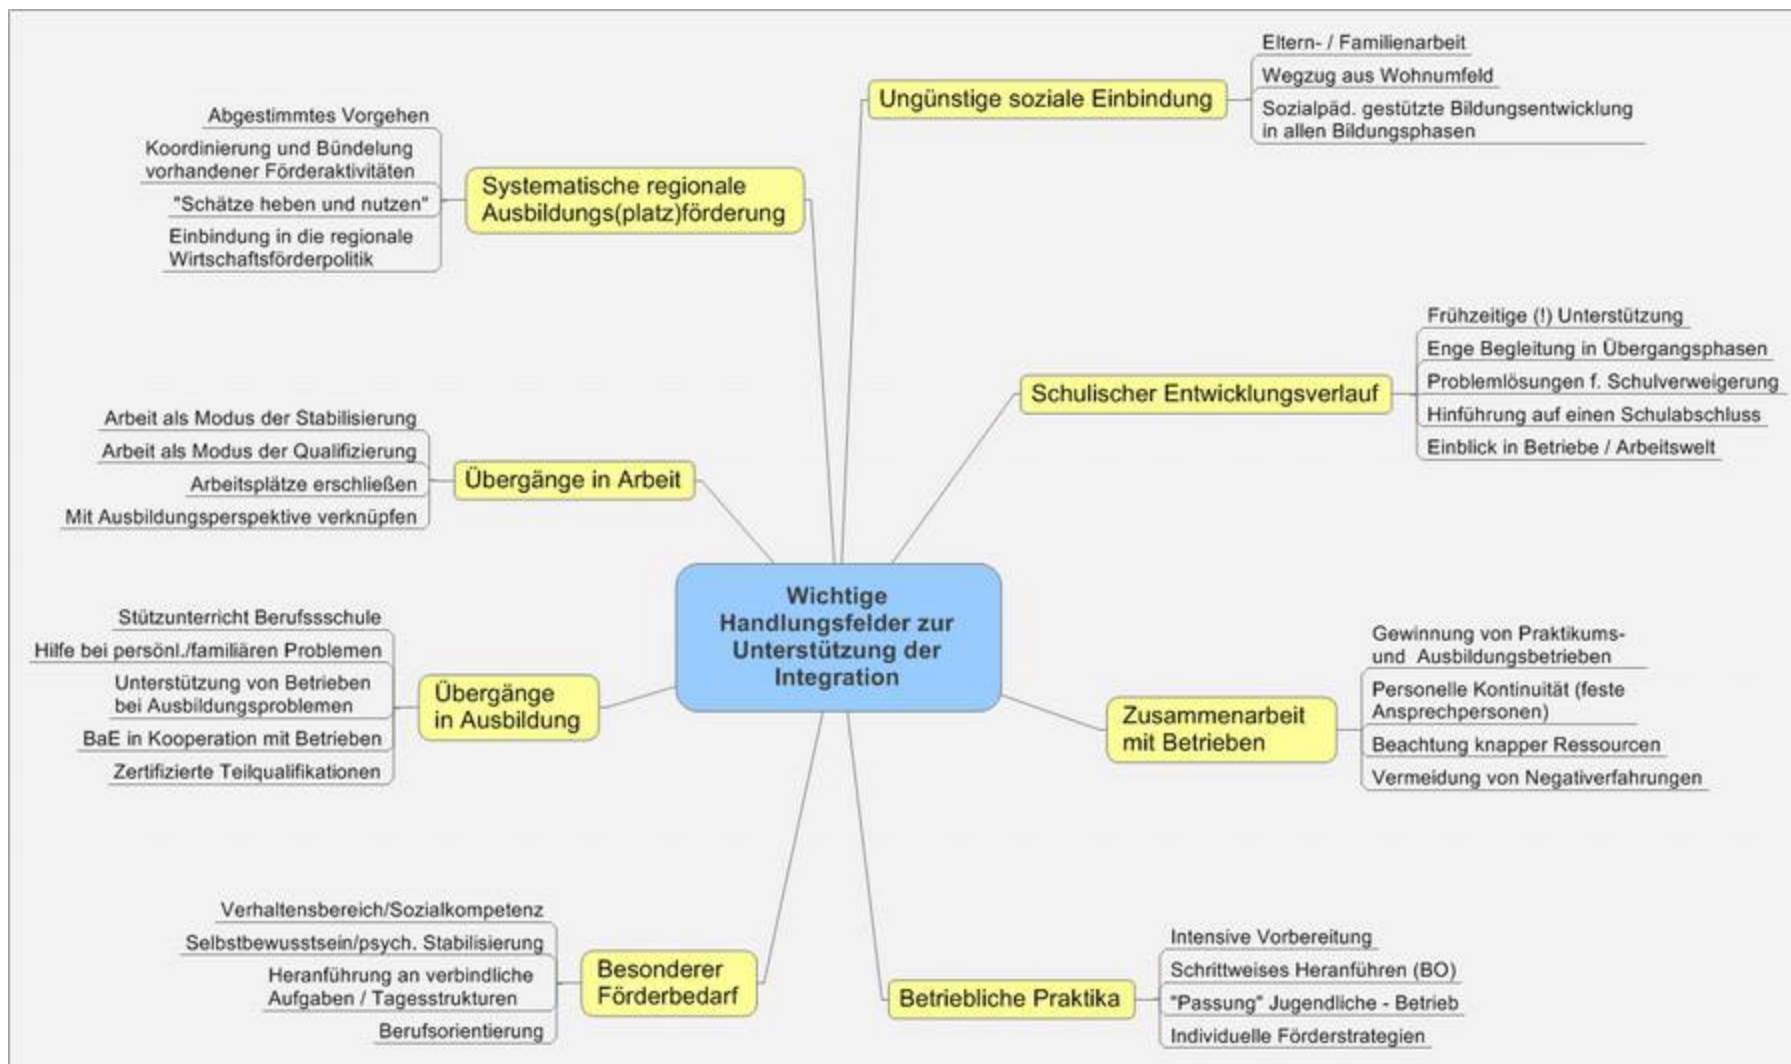 Wichtige
Handlungsfelder zur
Unterstützung der
Integration
Ungünstige soziale Einbindung
Eltern- / Familienarbeit
Wegzug aus Wohnumfeld
Sozialpäd. gestützte Bildungsentwicklung
in allen Bildungsphasen
Schulischer Entwicklungsverlauf
Frühzeitige (!) Unterstützung
Enge Begleitung in Übergangsphasen
Problemlösungen f. Schulverweigerung
Hinführung auf einen Schulabschluss
Einblick in Betriebe / Arbeitswelt
Zusammenarbeit
mit Betrieben
Gewinnung von Praktikums-
und Ausbildungsbetrieben
Personelle Kontinuität (feste
Ansprechpersonen)
Beachtung knapper Ressourcen
Vermeidung von Negativerfahrungen
Betriebliche Praktika
Intensive Vorbereitung
Schrittweises Heranführen (BO)
"Passung" Jugendliche - Betrieb
Individuelle Förderstrategien
Besonderer
Förderbedarf
Verhaltensbereich/Sozialkompetenz
Selbstbewusstsein/psych. Stabilisierung
Heranführung an verbindliche
Aufgaben / Tagesstrukturen
Berufsorientierung
Übergänge
in Ausbildung
Stützunterricht Berufssschule
Hilfe bei persönl./familiären Problemen
Unterstützung von Betrieben
bei Ausbildungsproblemen
BaE in Kooperation mit Betrieben
Zertifizierte Teilqualifikationen
Übergänge in Arbeit
Arbeit als Modus der Stabilisierung
Arbeit als Modus der Qualifizierung
Arbeitsplätze erschließen
Mit Ausbildungsperspektive verknüpfen
Systematische regionale
Ausbildungs(platz)förderung
Abgestimmtes Vorgehen
Koordinierung und Bündelung
vorhandener Förderaktivitäten
"Schätze heben und nutzen"
Einbindung in die regionale
Wirtschaftsförderpolitik